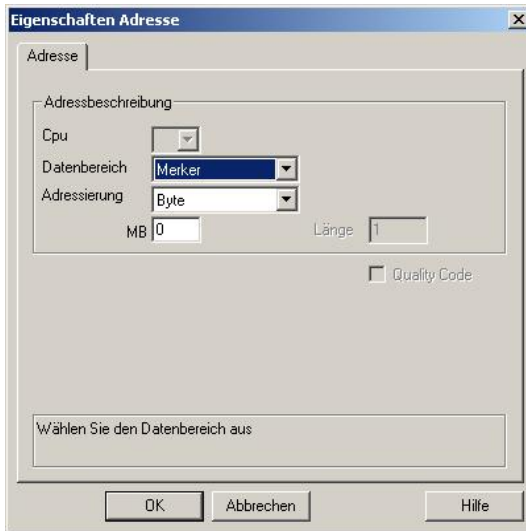 Eigenschaften Adresse
Adresse
Adressbeschreibung
Cpu
Datenbereich Merker
Adressierung Byte
MB 0 Länge 1
Quality Code
Wählen Sie den Datenbereich aus
OK Abbrechen Hilfe